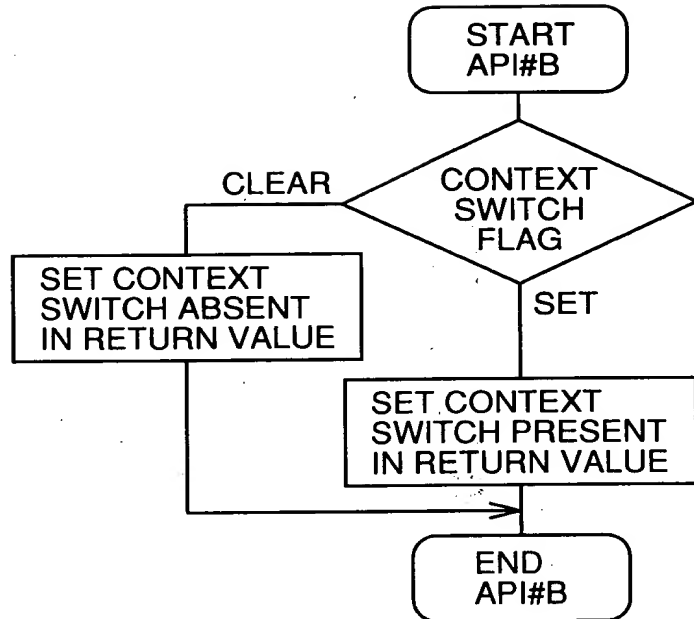 START
API#B
CONTEXT
SWITCH
FLAG
CLEAR
SET CONTEXT
SWITCH ABSENT
IN RETURN VALUE
SET
SET CONTEXT
SWITCH PRESENT
IN RETURN VALUE
END
API#B